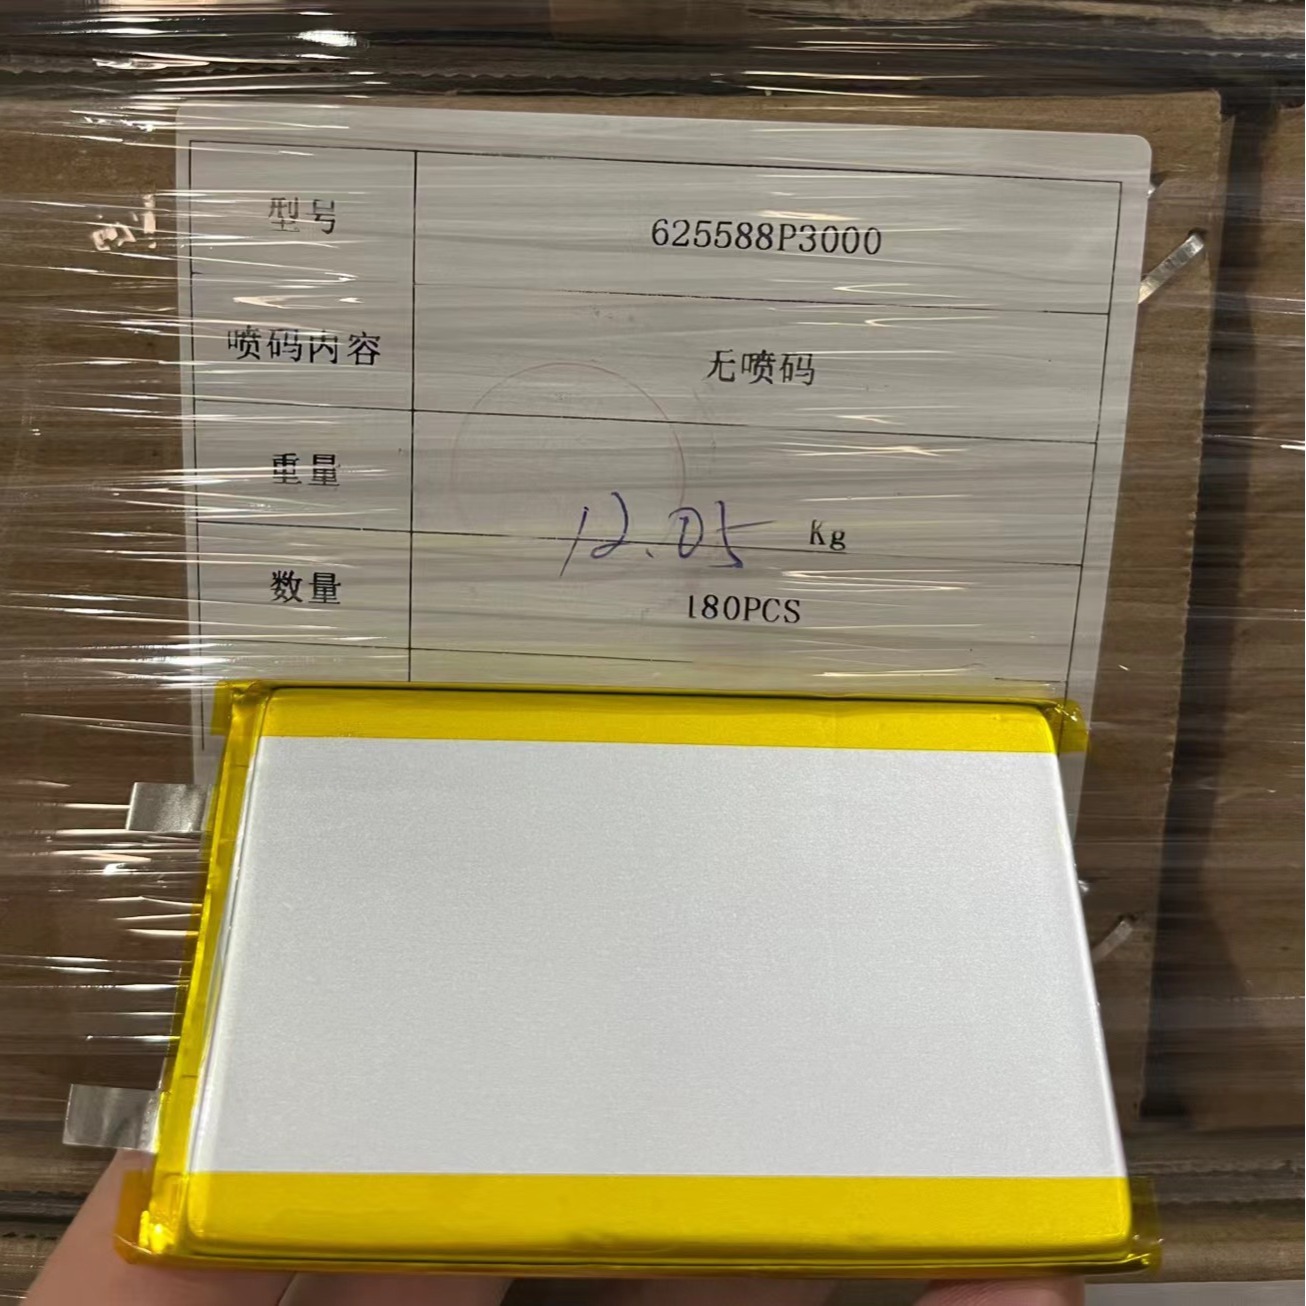 型号 625588P3000
喷码内容 无喷码
重量 12.05 Kg
数量 180PCS